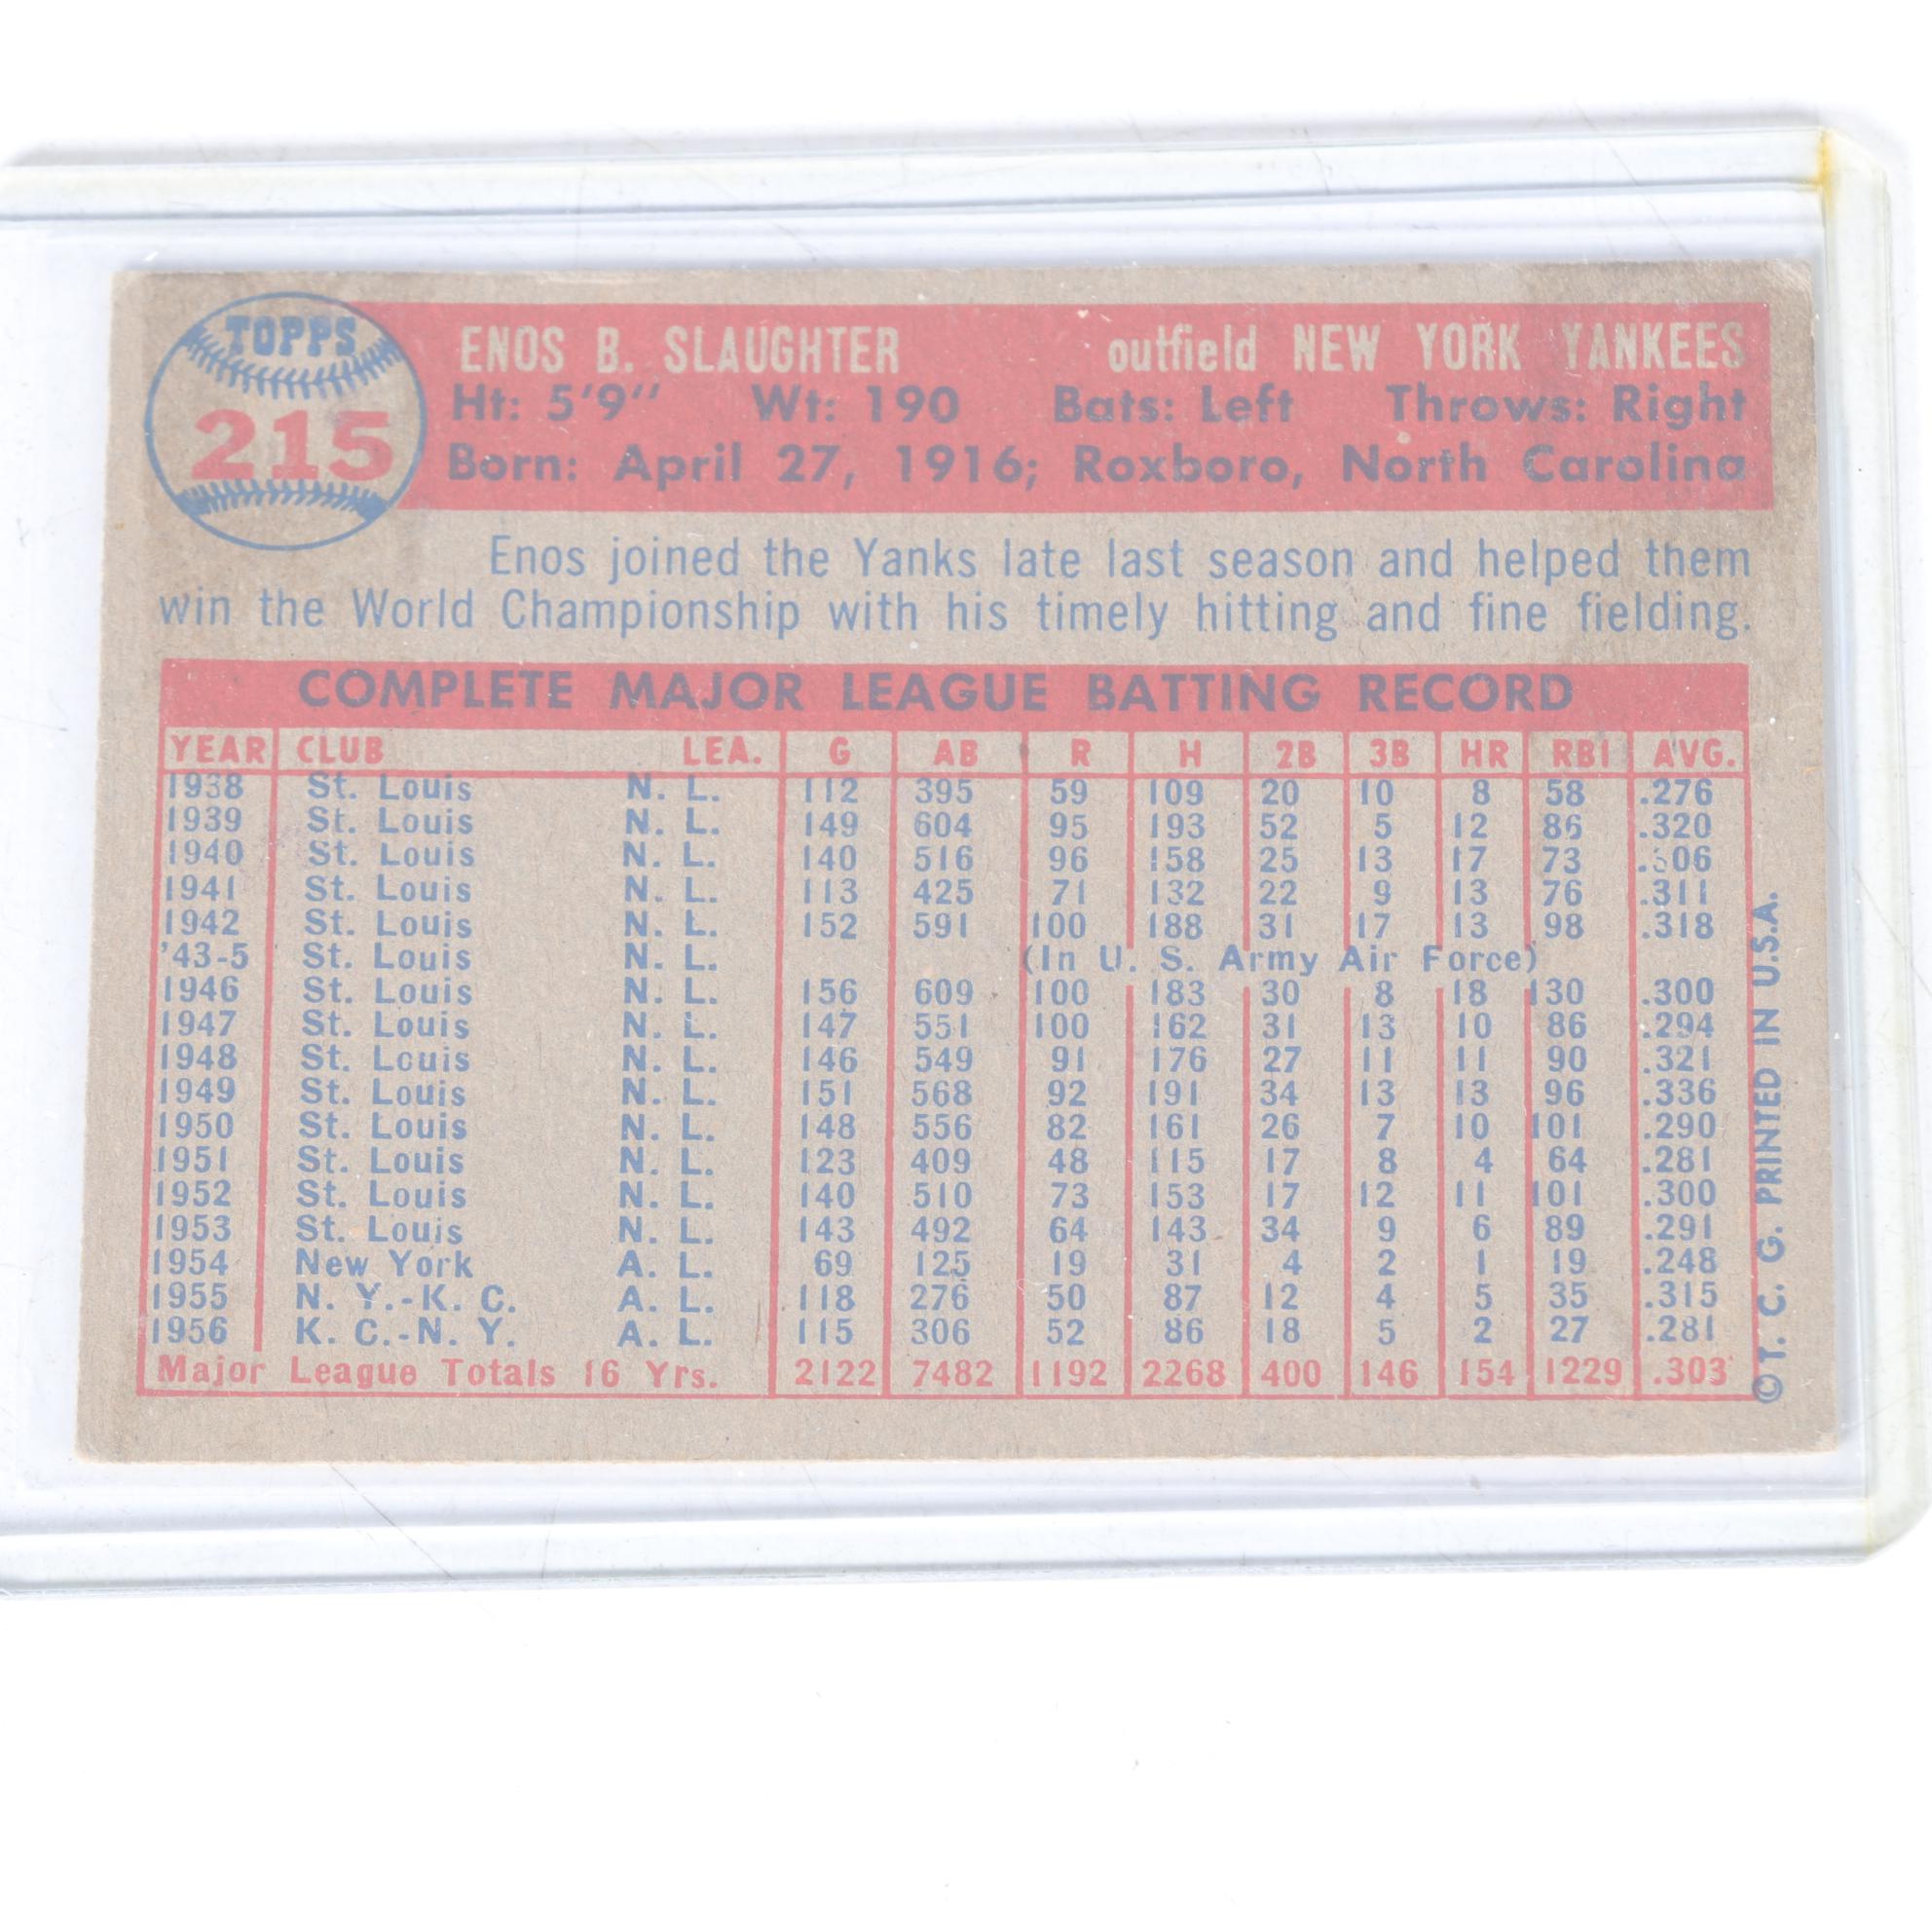 TOPPS
215
ENOS B. SLAUGHTER outfield NEW YORK YANKEES
Ht: 5'9" Wt: 190 Bats: Left Throws: Right
Born: April 27, 1916; Roxboro, North Carolina
Enos joined the Yanks late last season and helped them
win the World Championship with his timely hitting and fine fielding.
COMPLETE MAJOR LEAGUE BATTING RECORD
YEAR CLUB LEA. G AB R H 2B 3B HR RBI AVG.
1938 St. Louis N. L. 112 395 59 109 20 10 8 58 .276
1939 St. Louis N. L. 149 604 95 193 52 5 12 86 .320
1940 St. Louis N. L. 140 516 96 158 25 13 17 73 .306
1941 St. Louis N. L. 113 425 71 132 22 9 13 76 .311
1942 St. Louis N. L. 152 591 100 188 31 17 13 98 .318
'43-5 St. Louis N. L. (In U. S. Army Air Force)
1946 St. Louis N. L. 156 609 100 183 30 8 18 130 .300
1947 St. Louis N. L. 147 551 100 162 31 13 10 86 .294
1948 St. Louis N. L. 146 549 91 176 27 11 11 90 .321
1949 St. Louis N. L. 151 568 92 191 34 13 13 96 .336
1950 St. Louis N. L. 148 556 82 161 26 7 10 101 .290
1951 St. Louis N. L. 123 409 48 115 17 8 4 64 .281
1952 St. Louis N. L. 140 510 73 153 17 12 11 101 .300
1953 St. Louis N. L. 143 492 64 143 34 9 6 89 .291
1954 New York A. L. 69 125 19 31 4 2 1 19 .248
1955 N. Y.-K. C. A. L. 118 276 50 87 12 4 5 35 .315
1956 K. C.-N. Y. A. L. 115 306 52 86 18 5 2 27 .281
Major League Totals 16 Yrs. 2122 7482 1192 2268 400 146 154 1229 .303
© T. C. G. PRINTED IN U.S.A.